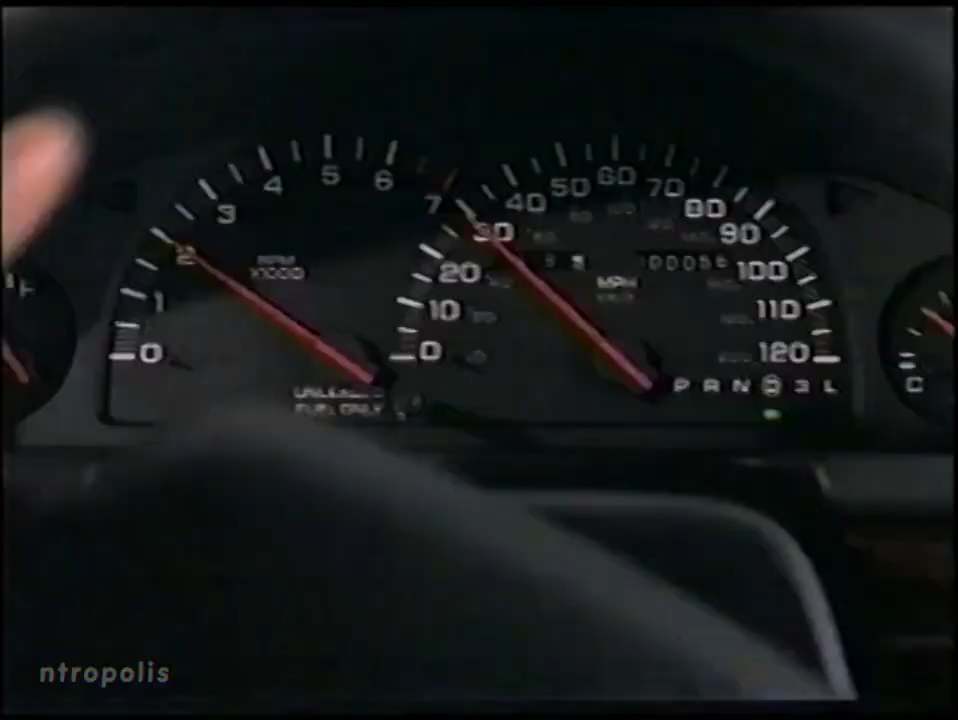 4 5 6
3 7
2 RPM
X1000
1
0
UNLEADED
FUEL ONLY
40 50 60 70 80
30 90
20 100
10 MPH 110
0 120
P R N D 3 L
F
C
ntropolis